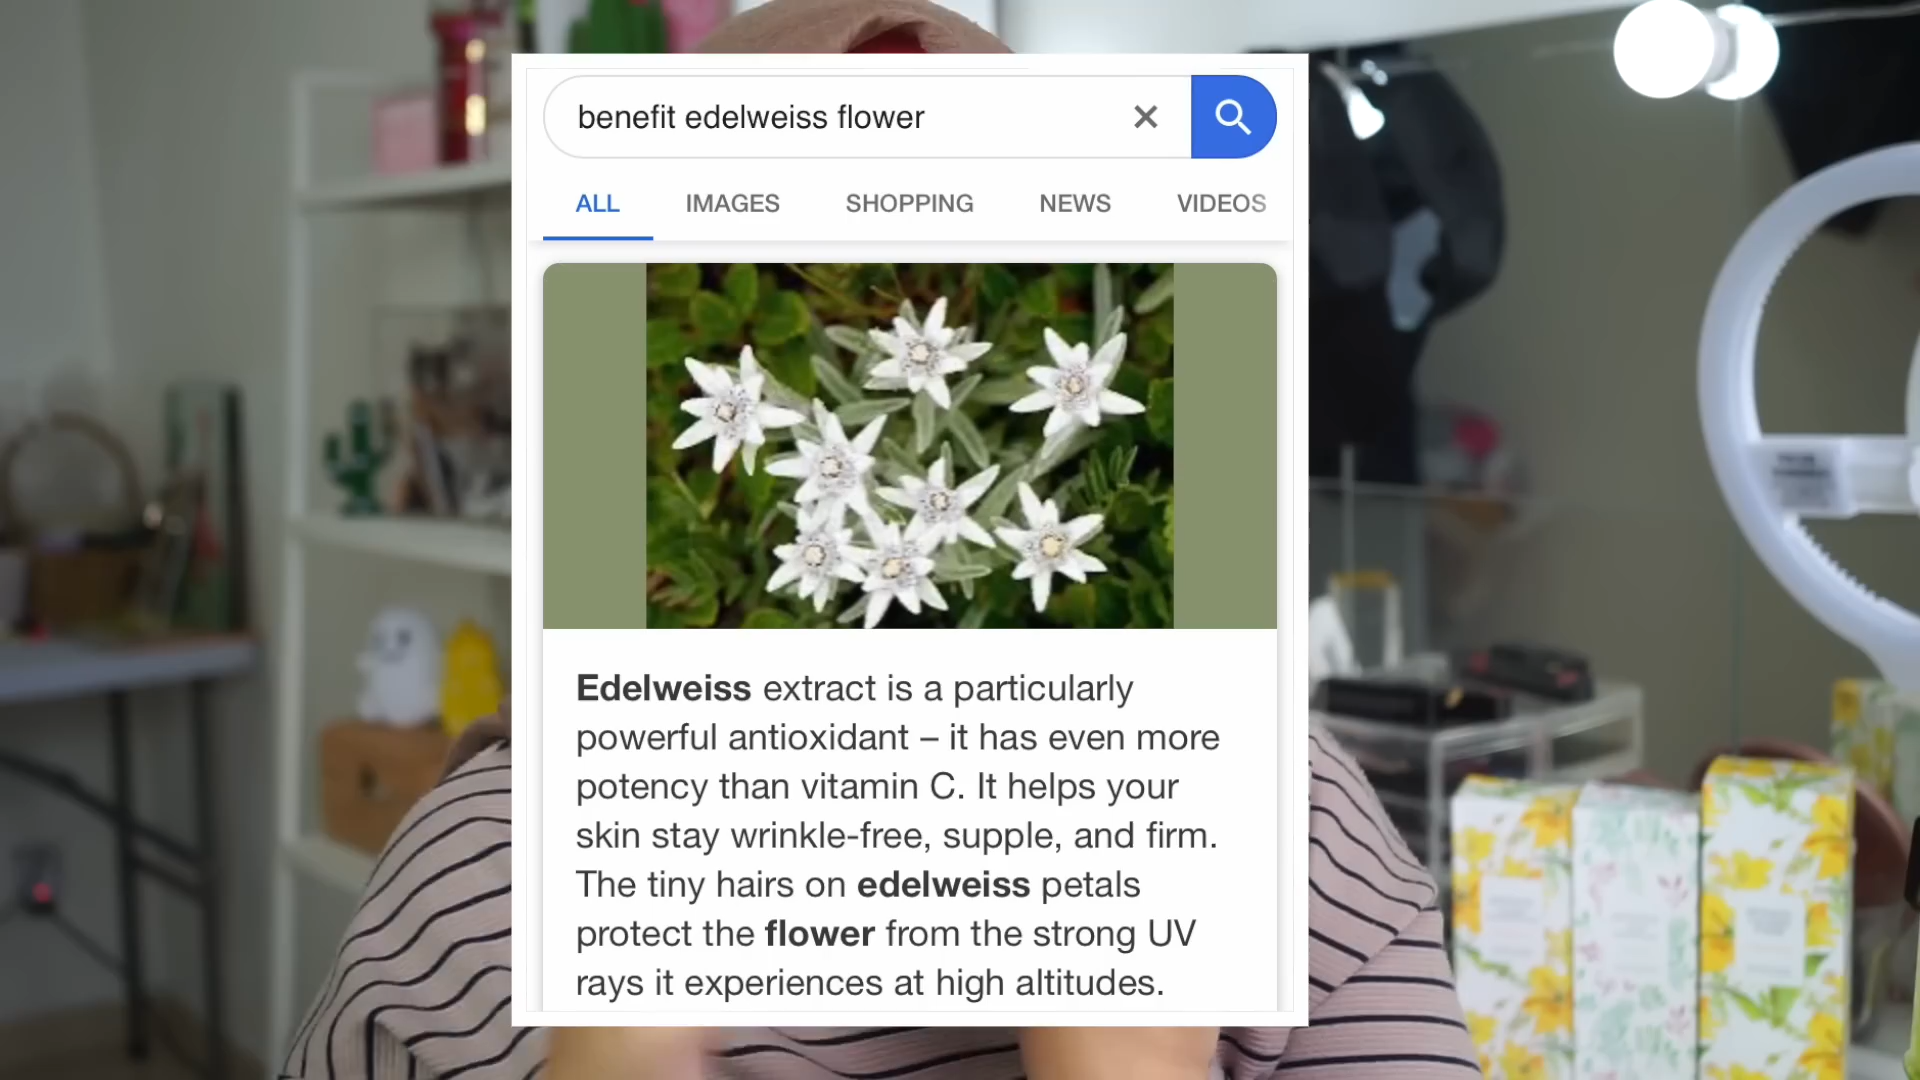 benefit edelweiss flower
ALL IMAGES SHOPPING NEWS VIDEOS
Edelweiss extract is a particularly
powerful antioxidant – it has even more
potency than vitamin C. It helps your
skin stay wrinkle-free, supple, and firm.
The tiny hairs on edelweiss petals
protect the flower from the strong UV
rays it experiences at high altitudes.